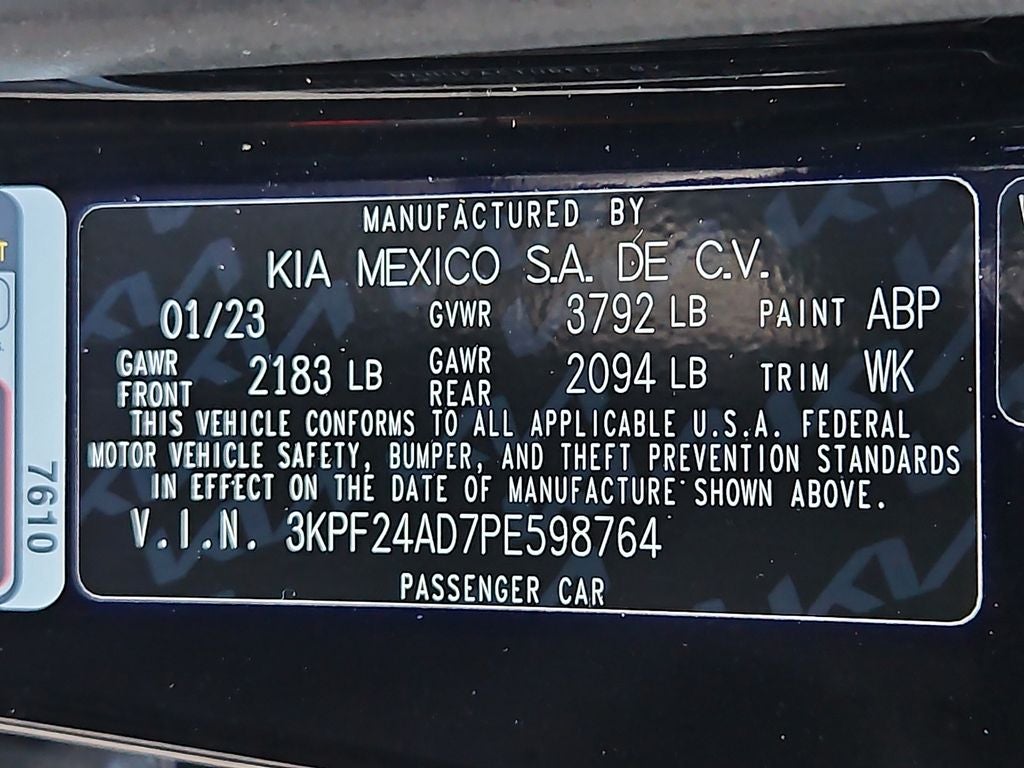 MANUFACTURED BY
KIA MEXICO S.A. DE C.V.
01/23 GVWR 3792 LB PAINT ABP
GAWR FRONT 2183 LB GAWR REAR 2094 LB TRIM WK
THIS VEHICLE CONFORMS TO ALL APPLICABLE U.S.A. FEDERAL
MOTOR VEHICLE SAFETY, BUMPER, AND THEFT PREVENTION STANDARDS
IN EFFECT ON THE DATE OF MANUFACTURE SHOWN ABOVE.
V.I.N. 3KPF24AD7PE598764
PASSENGER CAR
7610